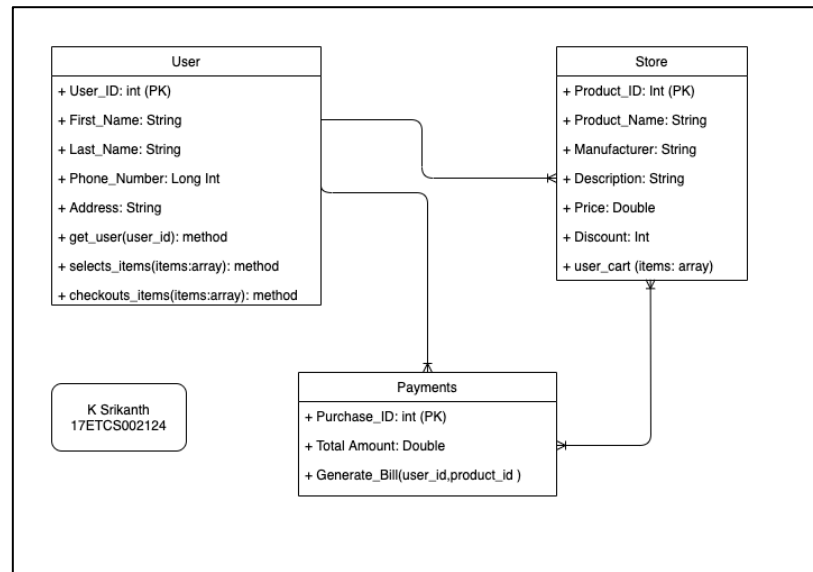 User
+ User_ID: int (PK)
+ First_Name: String
+ Last_Name: String
+ Phone_Number: Long Int
+ Address: String
+ get_user(user_id): method
+ selects_items(items:array): method
+ checkouts_items(items:array): method
Store
+ Product_ID: Int (PK)
+ Product_Name: String
+ Manufacturer: String
+ Description: String
+ Price: Double
+ Discount: Int
+ user_cart (items: array)
Payments
+ Purchase_ID: int (PK)
+ Total Amount: Double
+ Generate_Bill(user_id,product_id )
K Srikanth
17ETCS002124